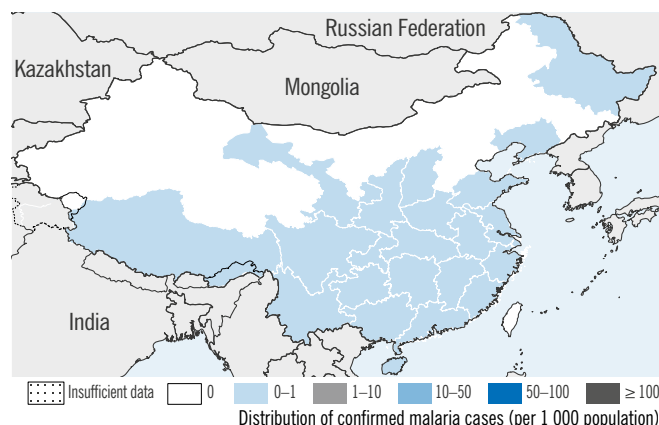 Russian Federation
Kazakhstan
Mongolia
India
Insufficient data 0 0–1 1–10 10–50 50–100 ≥ 100
Distribution of confirmed malaria cases (per 1 000 population)